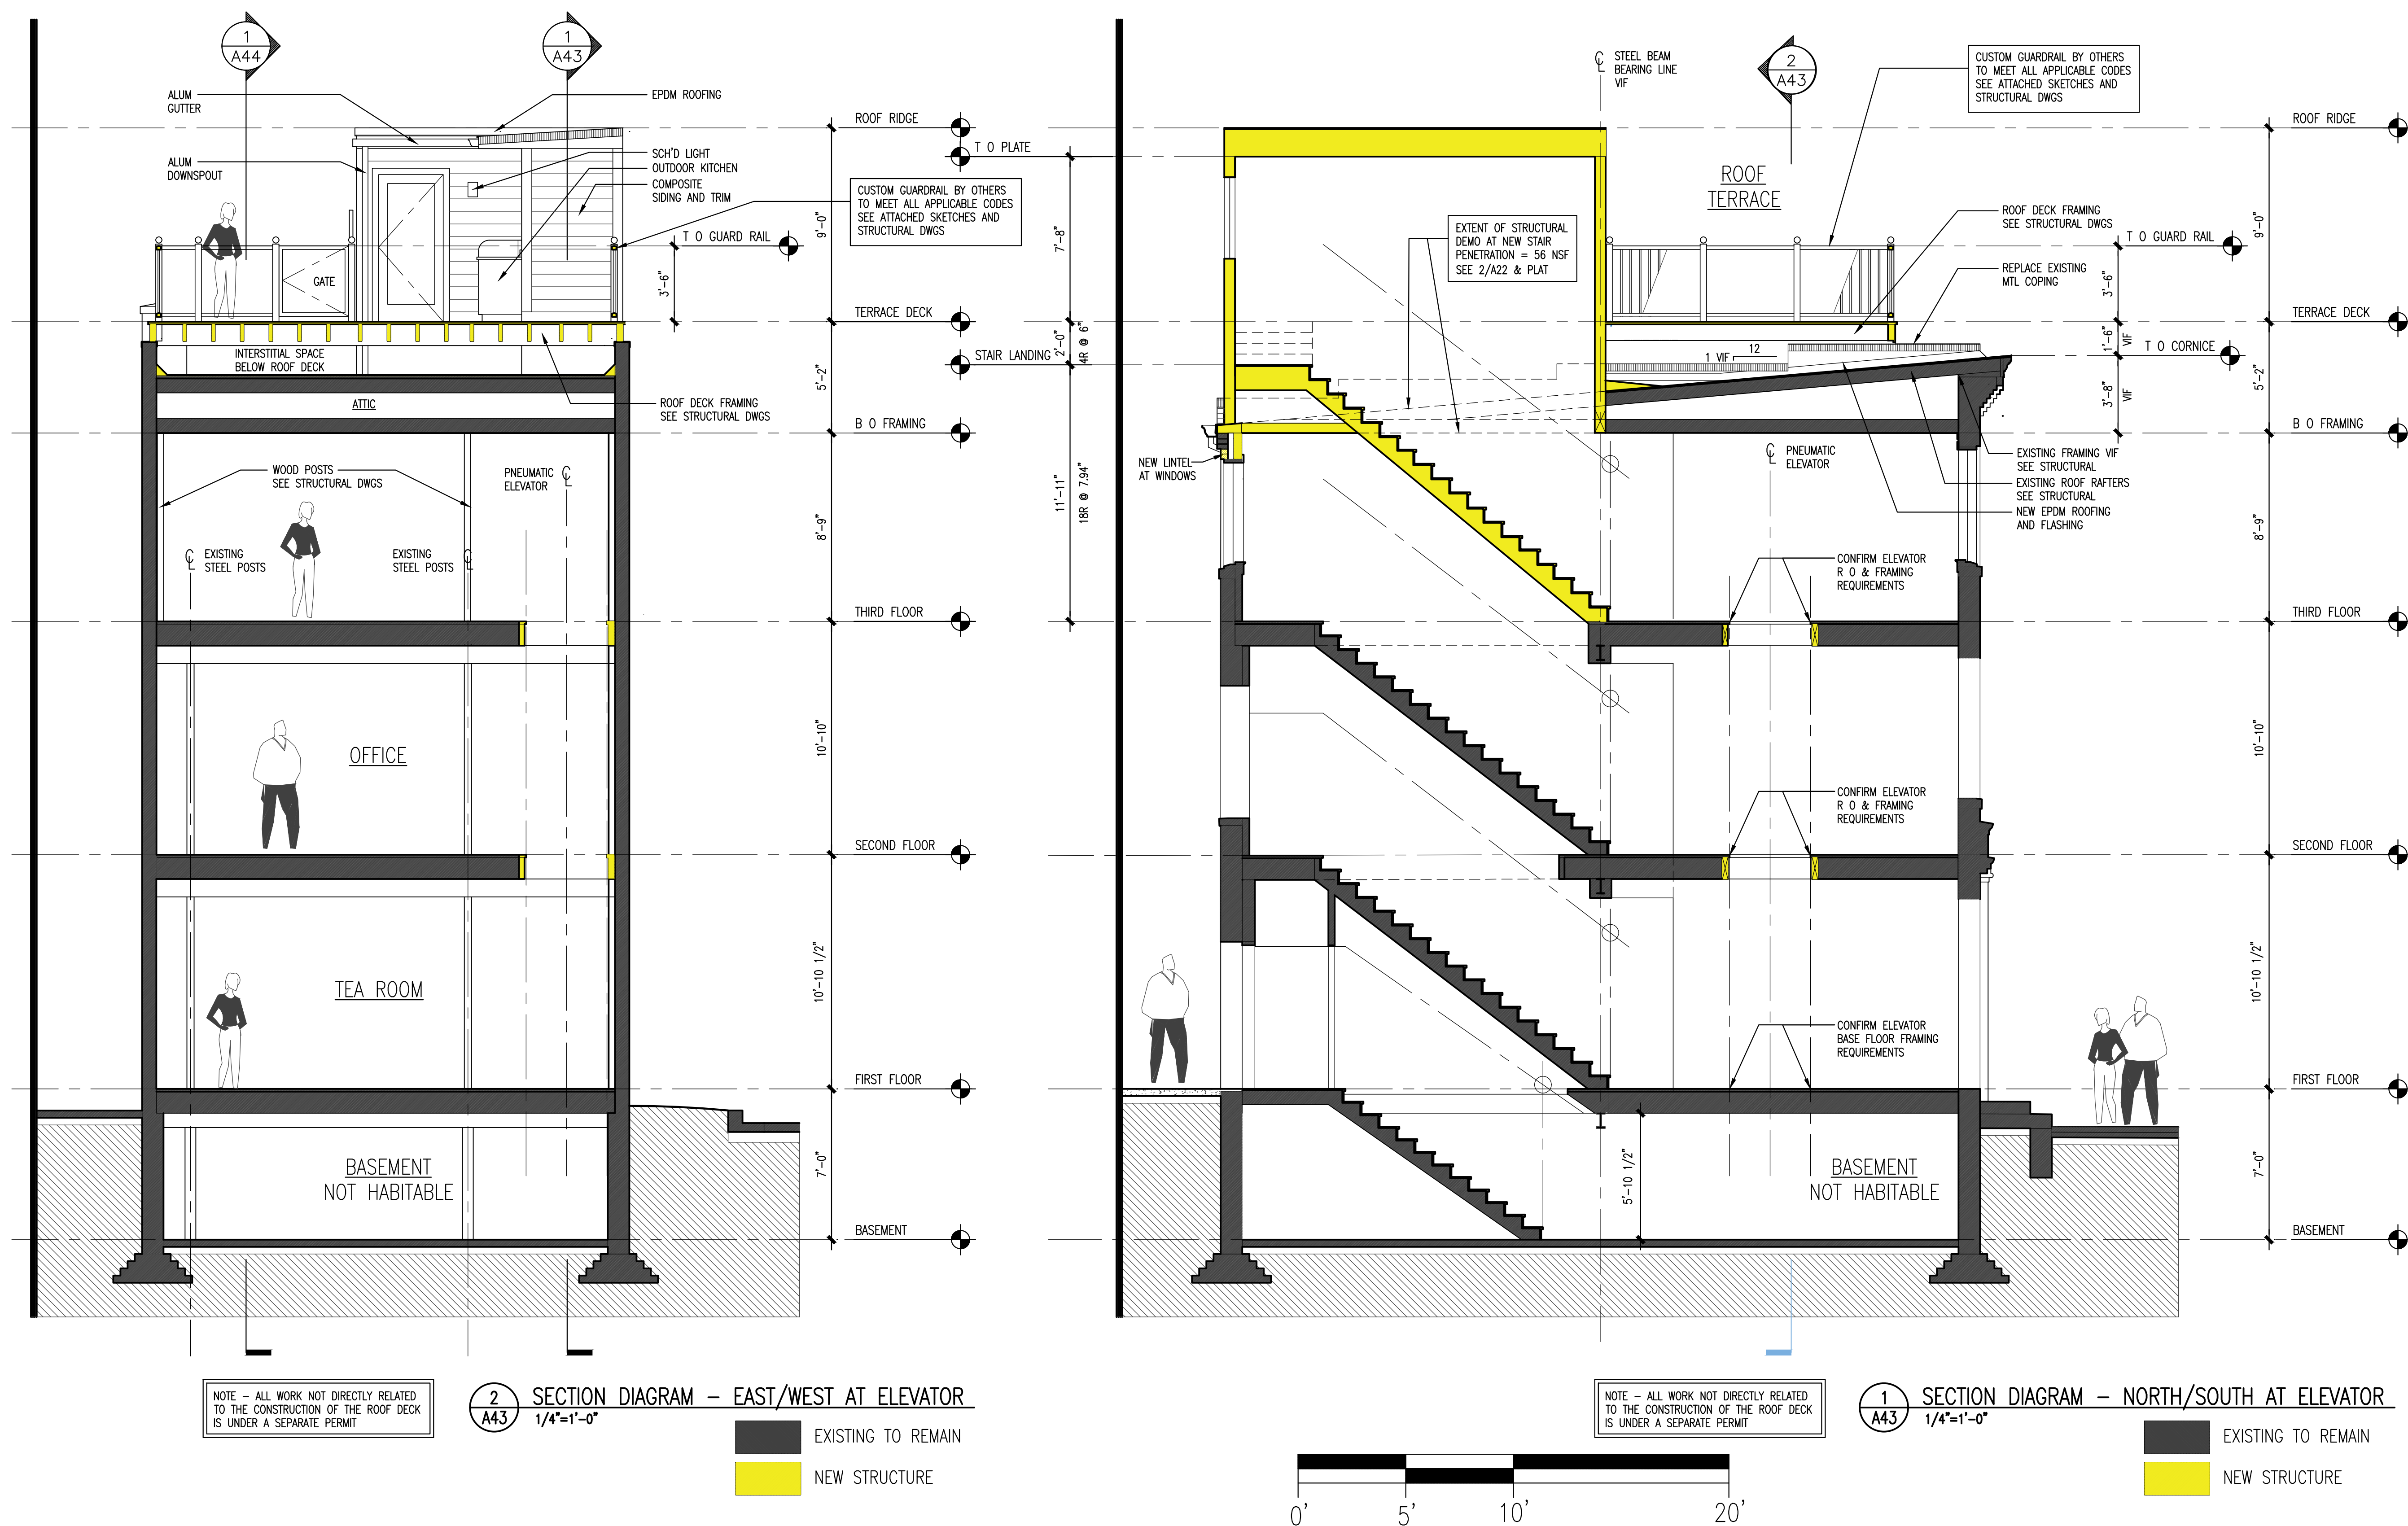 1
A44
1
A43
ALUM
GUTTER
EPDM ROOFING
ROOF RIDGE
T O PLATE
ALUM
DOWNSPOUT
SCH'D LIGHT
OUTDOOR KITCHEN
COMPOSITE
SIDING AND TRIM
CUSTOM GUARDRAIL BY OTHERS
TO MEET ALL APPLICABLE CODES
SEE ATTACHED SKETCHES AND
STRUCTURAL DWGS
9'-0"
7'-8"
T O GUARD RAIL
GATE
3'-6"
TERRACE DECK
INTERSTITIAL SPACE
BELOW ROOF DECK
STAIR LANDING
2'-0"
4R @ 6"
5'-2"
ATTIC
ROOF DECK FRAMING
SEE STRUCTURAL DWGS
B O FRAMING
WOOD POSTS
SEE STRUCTURAL DWGS
PNEUMATIC
ELEVATOR
CL
8'-9"
11'-11"
18R @ 7.94"
CL
EXISTING
STEEL POSTS
EXISTING
STEEL POSTS
CL
THIRD FLOOR
10'-10"
OFFICE
SECOND FLOOR
10'-10 1/2"
TEA ROOM
FIRST FLOOR
7'-0"
BASEMENT
NOT HABITABLE
BASEMENT
NOTE – ALL WORK NOT DIRECTLY RELATED
TO THE CONSTRUCTION OF THE ROOF DECK
IS UNDER A SEPARATE PERMIT
2
A43
SECTION DIAGRAM – EAST/WEST AT ELEVATOR
1/4"=1'-0"
EXISTING TO REMAIN
NEW STRUCTURE
CL
STEEL BEAM
BEARING LINE
VIF
2
A43
CUSTOM GUARDRAIL BY OTHERS
TO MEET ALL APPLICABLE CODES
SEE ATTACHED SKETCHES AND
STRUCTURAL DWGS
ROOF RIDGE
ROOF
TERRACE
EXTENT OF STRUCTURAL
DEMO AT NEW STAIR
PENETRATION = 56 NSF
SEE 2/A22 & PLAT
ROOF DECK FRAMING
SEE STRUCTURAL DWGS
9'-0"
T O GUARD RAIL
REPLACE EXISTING
MTL COPING
3'-6"
TERRACE DECK
1'-6"
VIF
12
1 VIF
T O CORNICE
5'-2"
3'-8"
VIF
B O FRAMING
NEW LINTEL
AT WINDOWS
CL
PNEUMATIC
ELEVATOR
EXISTING FRAMING VIF
SEE STRUCTURAL
EXISTING ROOF RAFTERS
SEE STRUCTURAL
NEW EPDM ROOFING
AND FLASHING
8'-9"
CONFIRM ELEVATOR
R O & FRAMING
REQUIREMENTS
THIRD FLOOR
10'-10"
CONFIRM ELEVATOR
R O & FRAMING
REQUIREMENTS
SECOND FLOOR
10'-10 1/2"
CONFIRM ELEVATOR
BASE FLOOR FRAMING
REQUIREMENTS
FIRST FLOOR
5'-10 1/2"
BASEMENT
NOT HABITABLE
7'-0"
BASEMENT
NOTE – ALL WORK NOT DIRECTLY RELATED
TO THE CONSTRUCTION OF THE ROOF DECK
IS UNDER A SEPARATE PERMIT
1
A43
SECTION DIAGRAM – NORTH/SOUTH AT ELEVATOR
1/4"=1'-0"
EXISTING TO REMAIN
NEW STRUCTURE
0'
5'
10'
20'